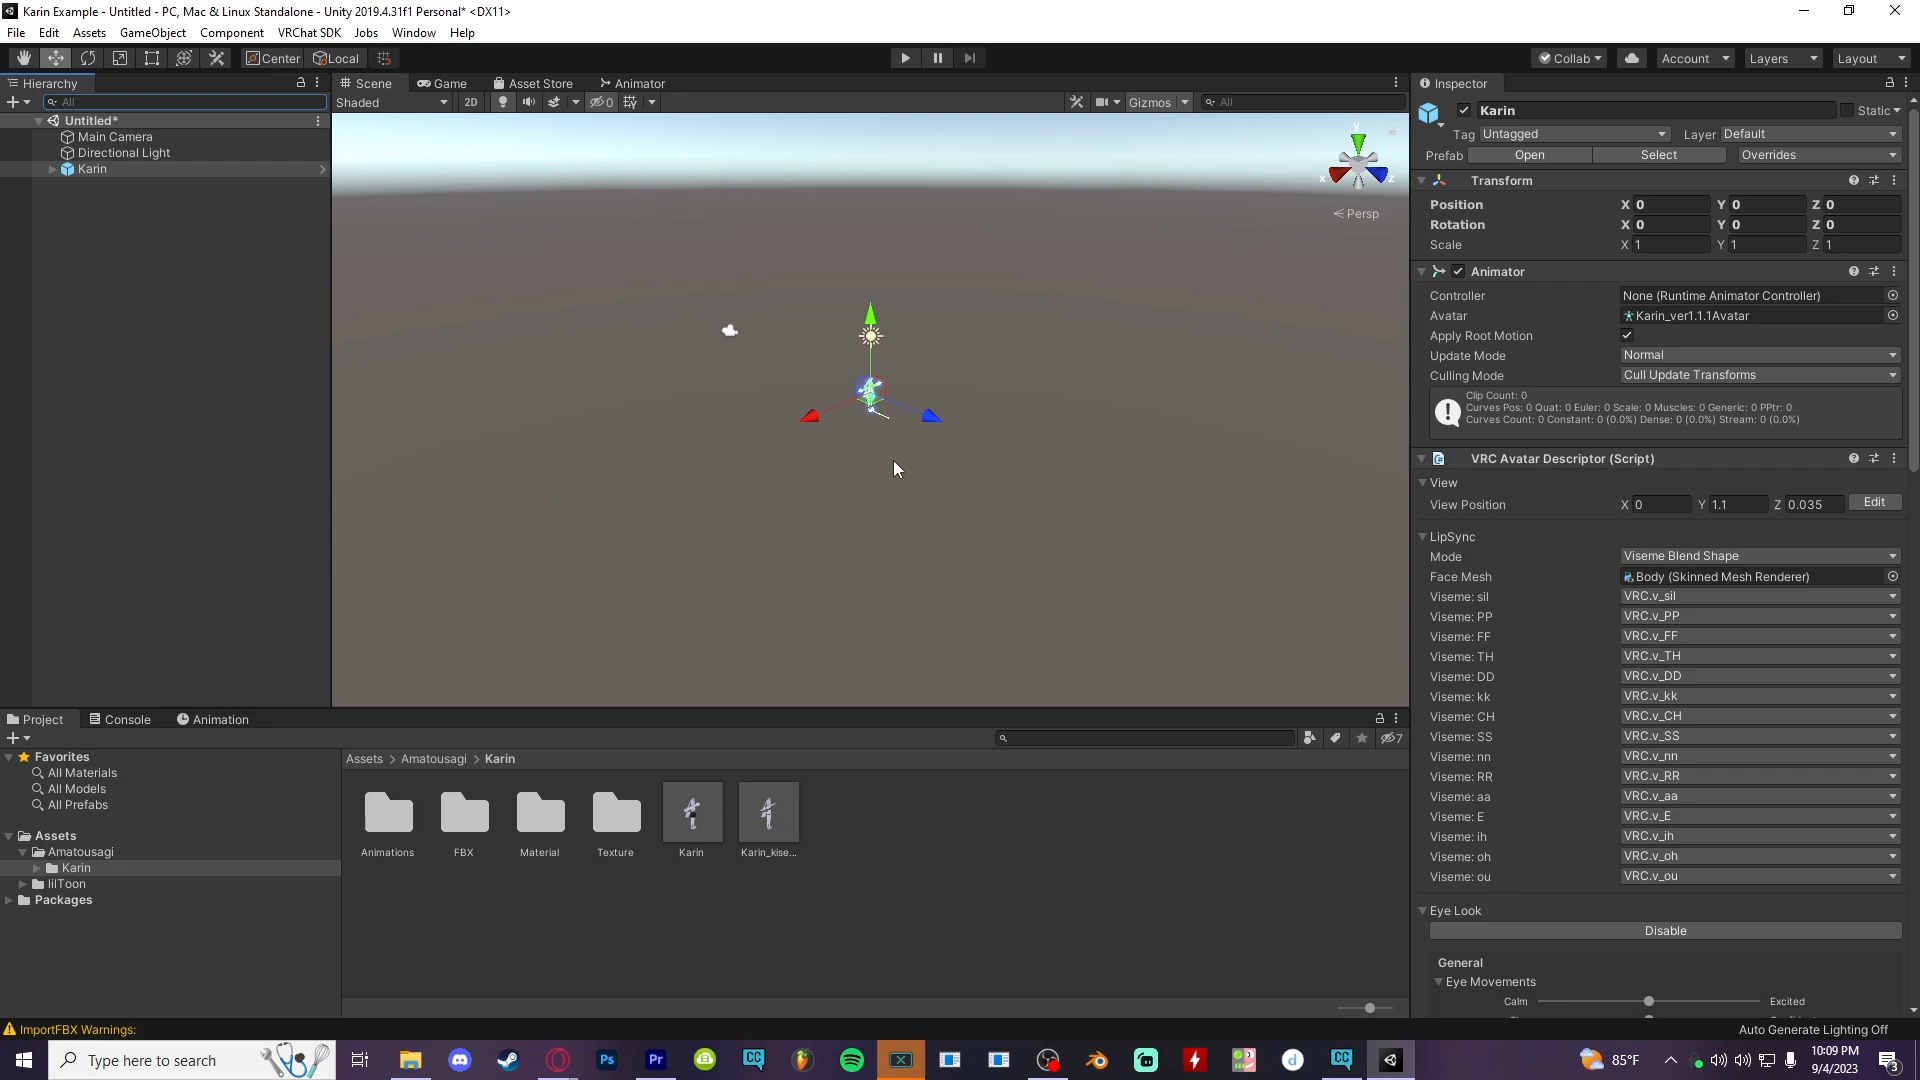 Karin Example - Untitled - PC, Mac & Linux Standalone - Unity 2019.4.31f1 Personal* <DX11>
File Edit Assets GameObject Component VRChat SDK Jobs Window Help
Center Local Collab Account Layers Layout
Hierarchy
All
Untitled*
Main Camera
Directional Light
Karin
Scene Game Asset Store Animator
Shaded 2D 0 Gizmos All
y
x z
Persp
Inspector
Karin Static
Tag Untagged Layer Default
Prefab Open Select Overrides
Transform
Position X 0 Y 0 Z 0
Rotation X 0 Y 0 Z 0
Scale X 1 Y 1 Z 1
Animator
Controller None (Runtime Animator Controller)
Avatar Karin_ver1.1.1Avatar
Apply Root Motion
Update Mode Normal
Culling Mode Cull Update Transforms
Clip Count: 0
Curves Pos: 0 Quat: 0 Euler: 0 Scale: 0 Muscles: 0 Generic: 0 PPtr: 0
Curves Count: 0 Constant: 0 (0.0%) Dense: 0 (0.0%) Stream: 0 (0.0%)
VRC Avatar Descriptor (Script)
View
View Position X 0 Y 1.1 Z 0.035 Edit
LipSync
Mode Viseme Blend Shape
Face Mesh Body (Skinned Mesh Renderer)
Viseme: sil VRC.v_sil
Viseme: PP VRC.v_PP
Viseme: FF VRC.v_FF
Viseme: TH VRC.v_TH
Viseme: DD VRC.v_DD
Viseme: kk VRC.v_kk
Viseme: CH VRC.v_CH
Viseme: SS VRC.v_SS
Viseme: nn VRC.v_nn
Viseme: RR VRC.v_RR
Viseme: aa VRC.v_aa
Viseme: E VRC.v_E
Viseme: ih VRC.v_ih
Viseme: oh VRC.v_oh
Viseme: ou VRC.v_ou
Eye Look
Disable
General
Eye Movements
Calm Excited
Project Console Animation
7
Favorites
All Materials
All Models
All Prefabs
Assets
Amatousagi
Karin
lilToon
Packages
Assets > Amatousagi > Karin
Animations FBX Material Texture Karin Karin_kise...
ImportFBX Warnings:
Auto Generate Lighting Off
Type here to search
Ps Pr CC CC
85°F
10:09 PM
9/4/2023
3